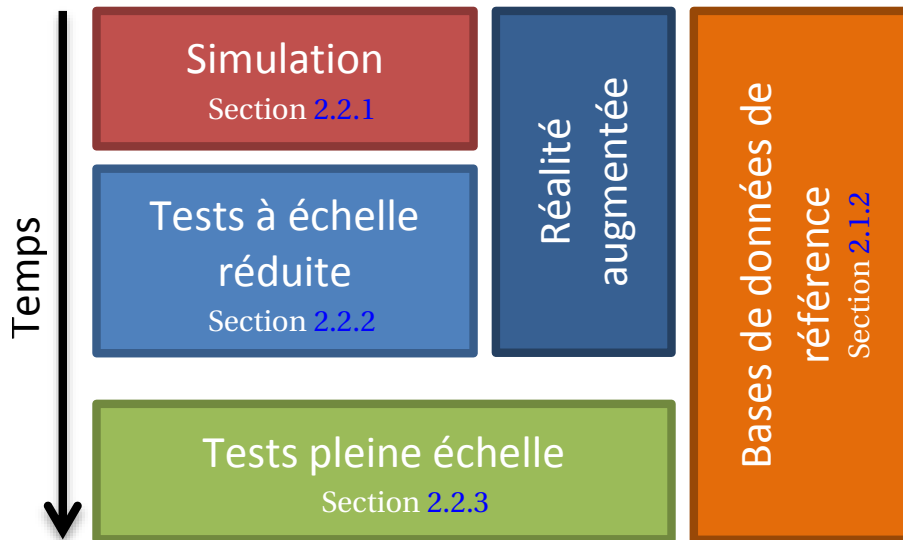 Temps
Simulation
Section 2.2.1
Tests à échelle
réduite
Section 2.2.2
Réalité
augmentée
Tests pleine échelle
Section 2.2.3
Bases de données de
référence
Section 2.1.2